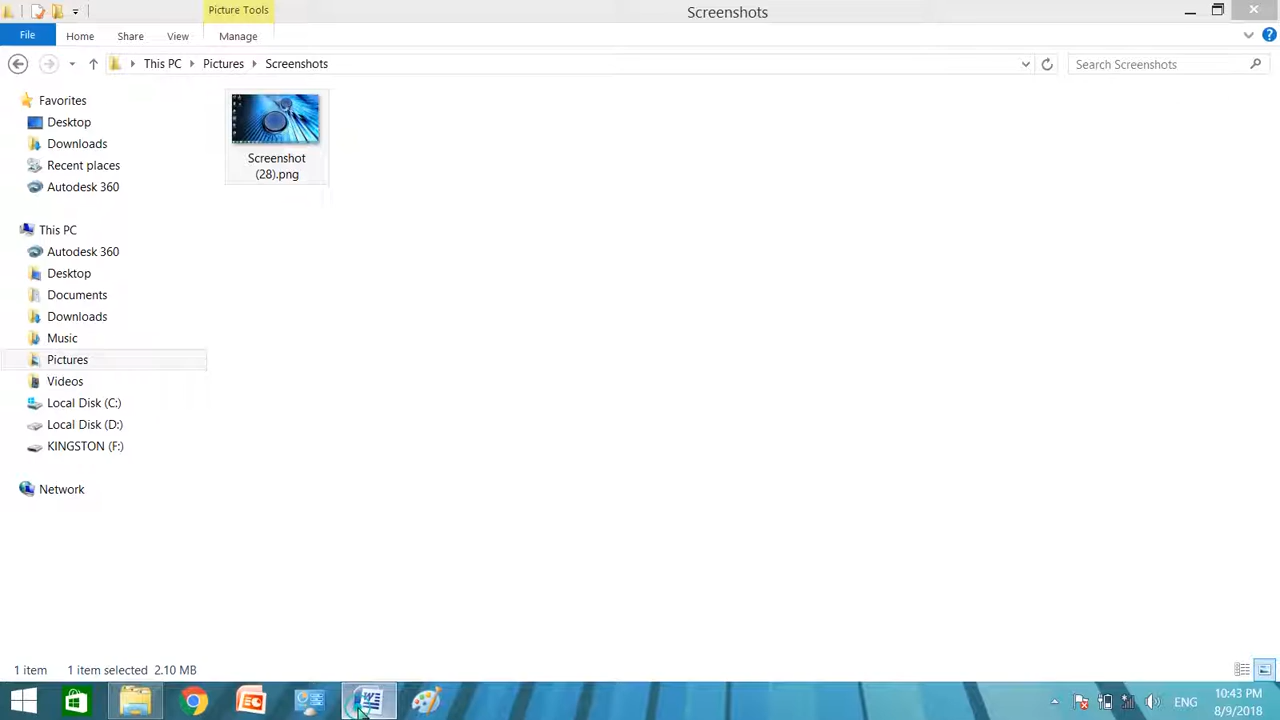 Picture Tools
Screenshots
File Home Share View Manage
This PC Pictures Screenshots
Search Screenshots
Favorites
Desktop
Downloads
Recent places
Autodesk 360
This PC
Autodesk 360
Desktop
Documents
Downloads
Music
Pictures
Videos
Local Disk (C:)
Local Disk (D:)
KINGSTON (F:)
Network
Screenshot
(28).png
1 item 1 item selected 2.10 MB
ENG
10:43 PM
8/9/2018